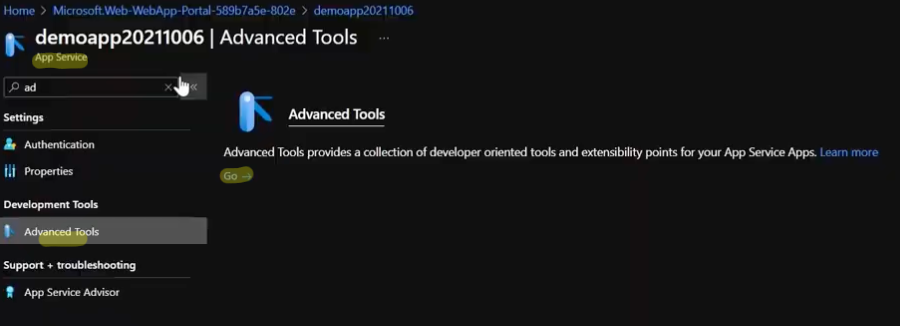 Home > Microsoft.Web-WebApp-Portal-589b7a5e-802e > demoapp20211006
demoapp20211006 | Advanced Tools ...
App Service
ad
Settings
Authentication
Properties
Development Tools
Advanced Tools
Support + troubleshooting
App Service Advisor
Advanced Tools
Advanced Tools provides a collection of developer oriented tools and extensibility points for your App Service Apps. Learn more
Go →